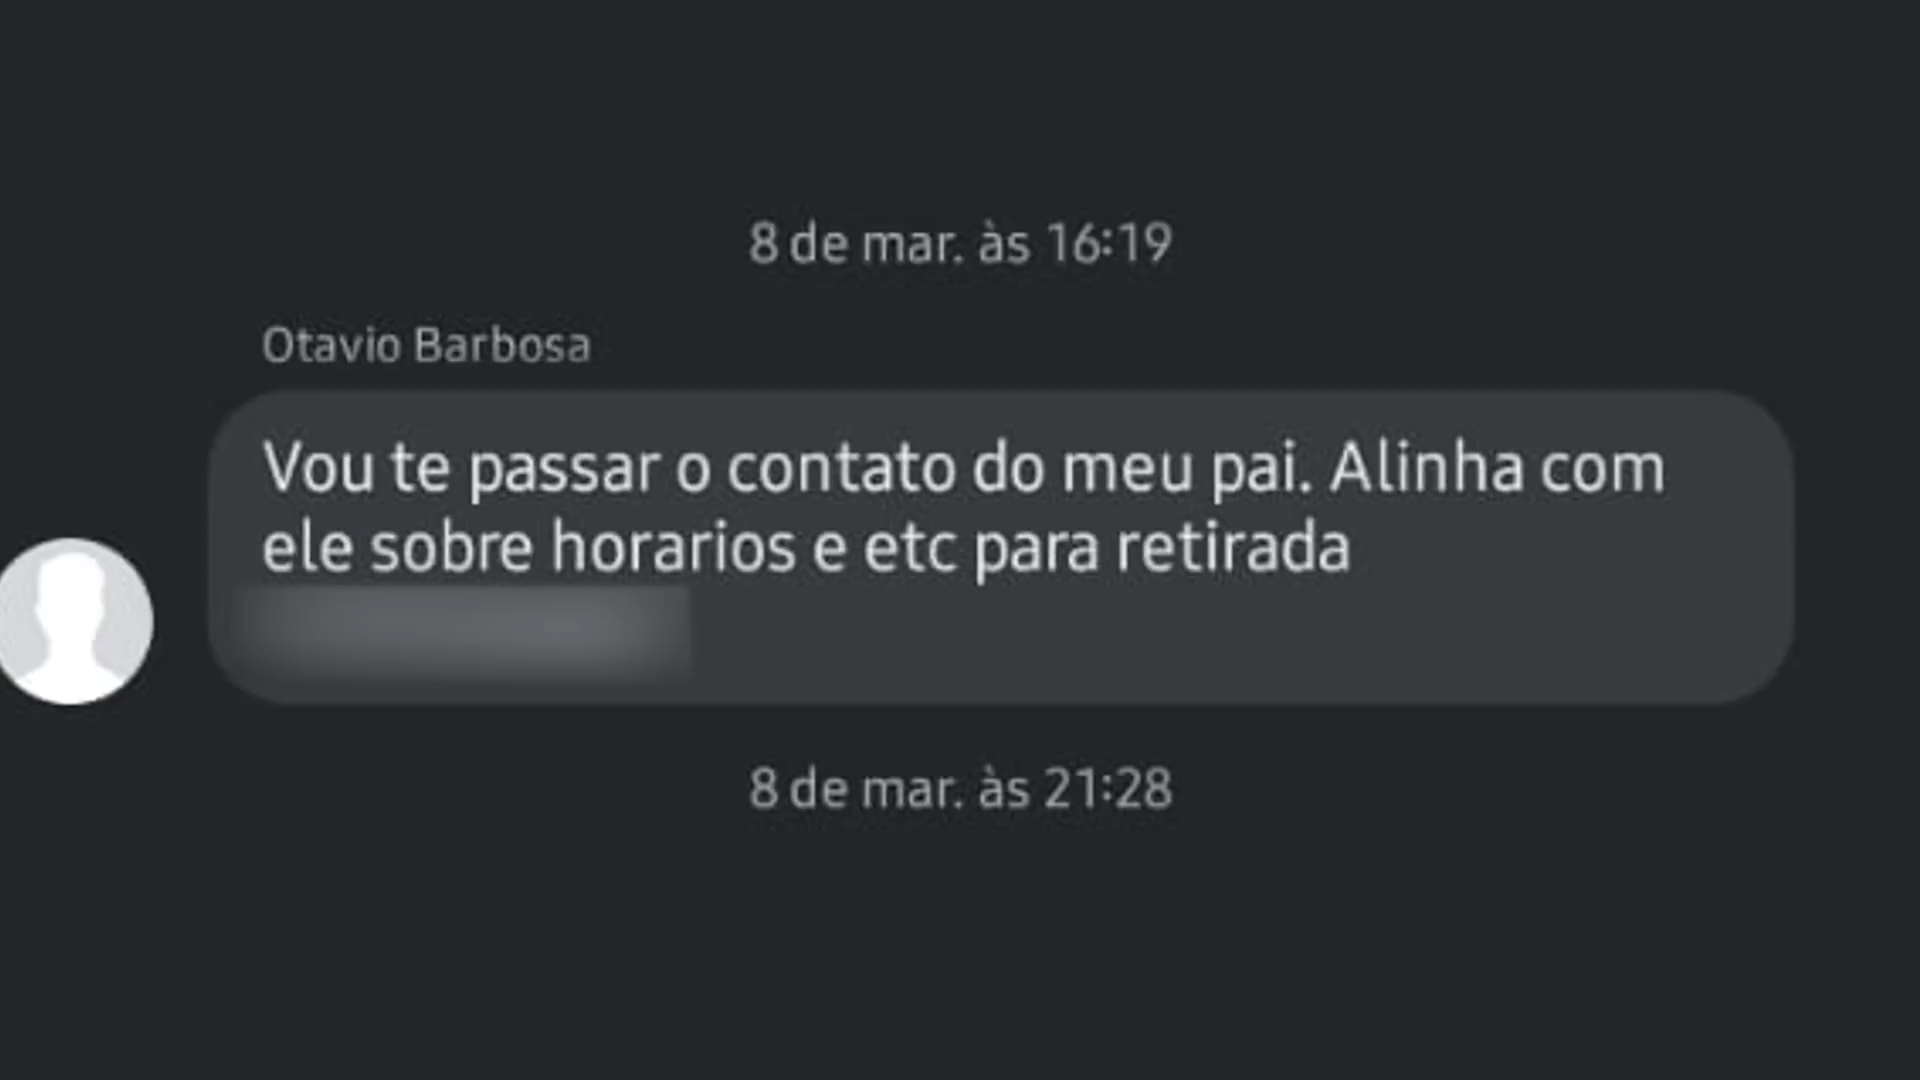 8 de mar. às 16:19
Otavio Barbosa
Vou te passar o contato do meu pai. Alinha com
ele sobre horarios e etc para retirada
8 de mar. às 21:28